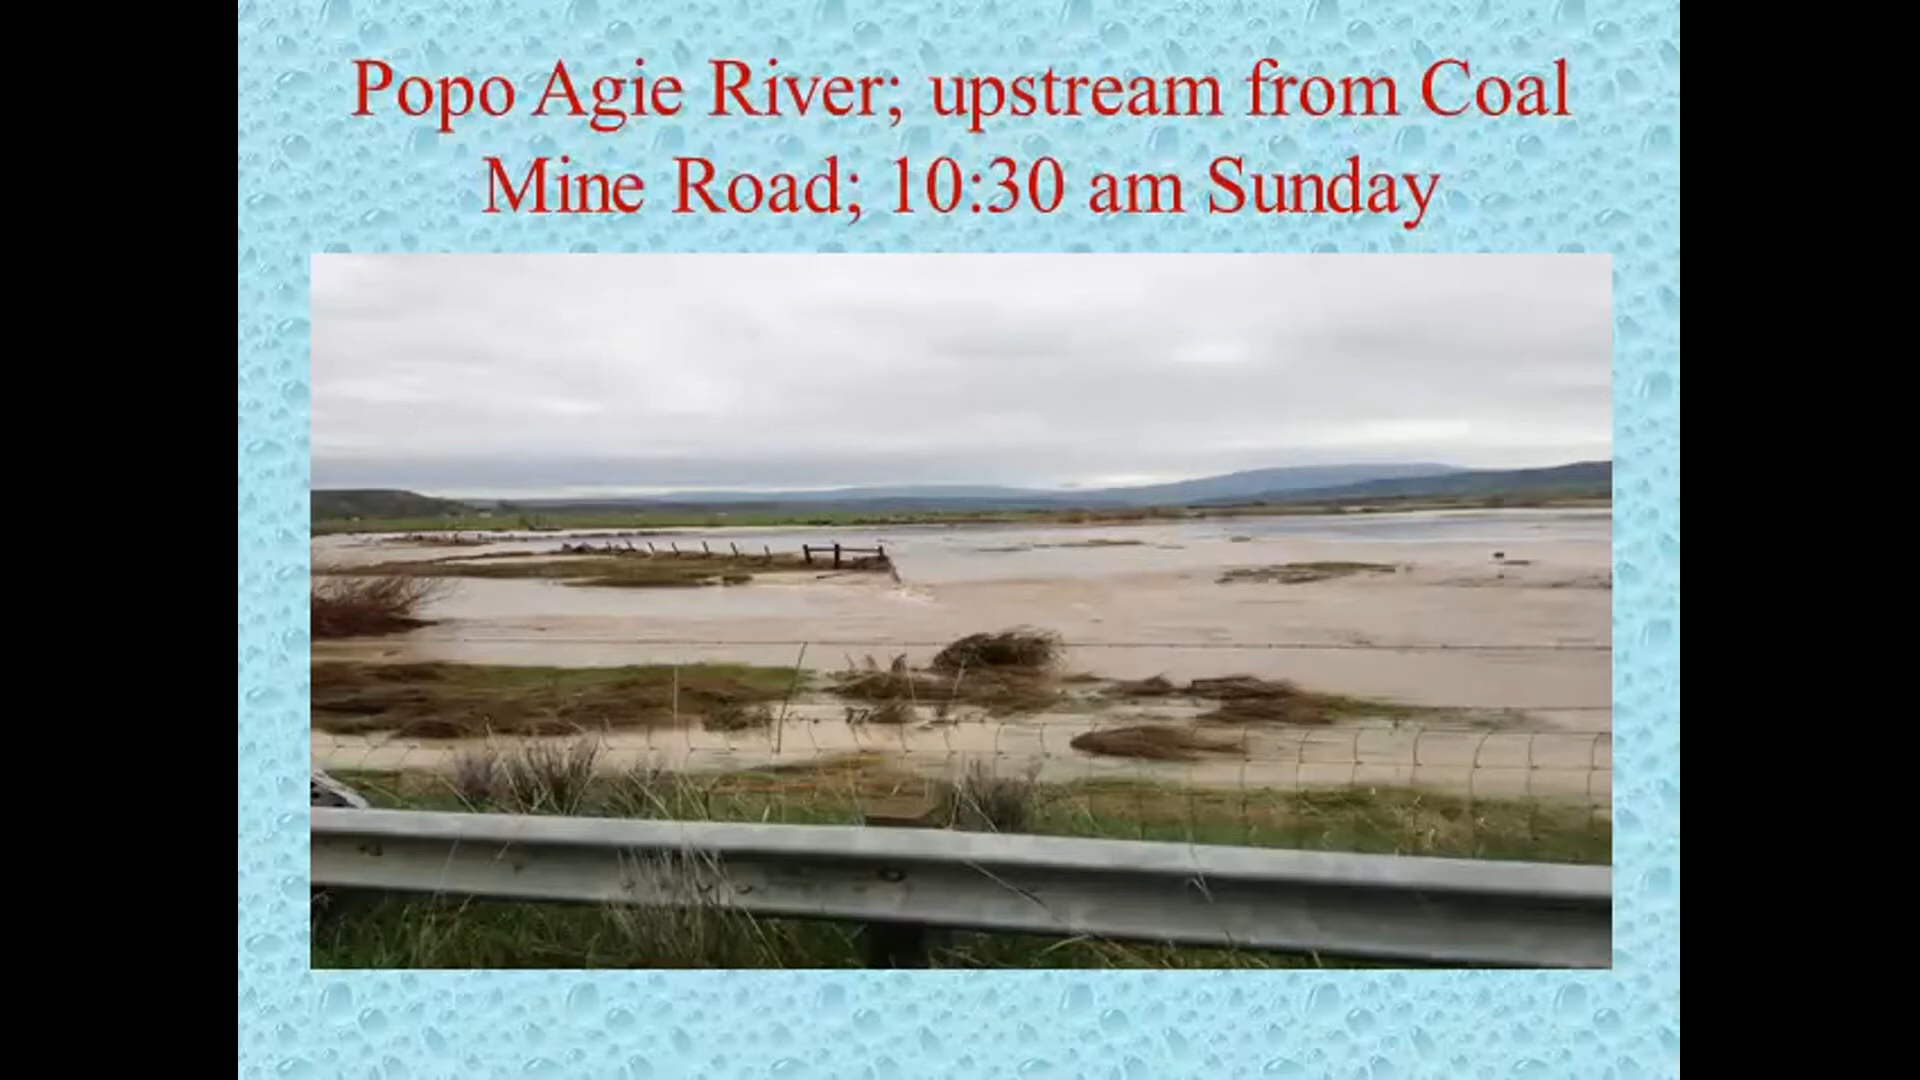 Popo Agie River; upstream from Coal
Mine Road; 10:30 am Sunday